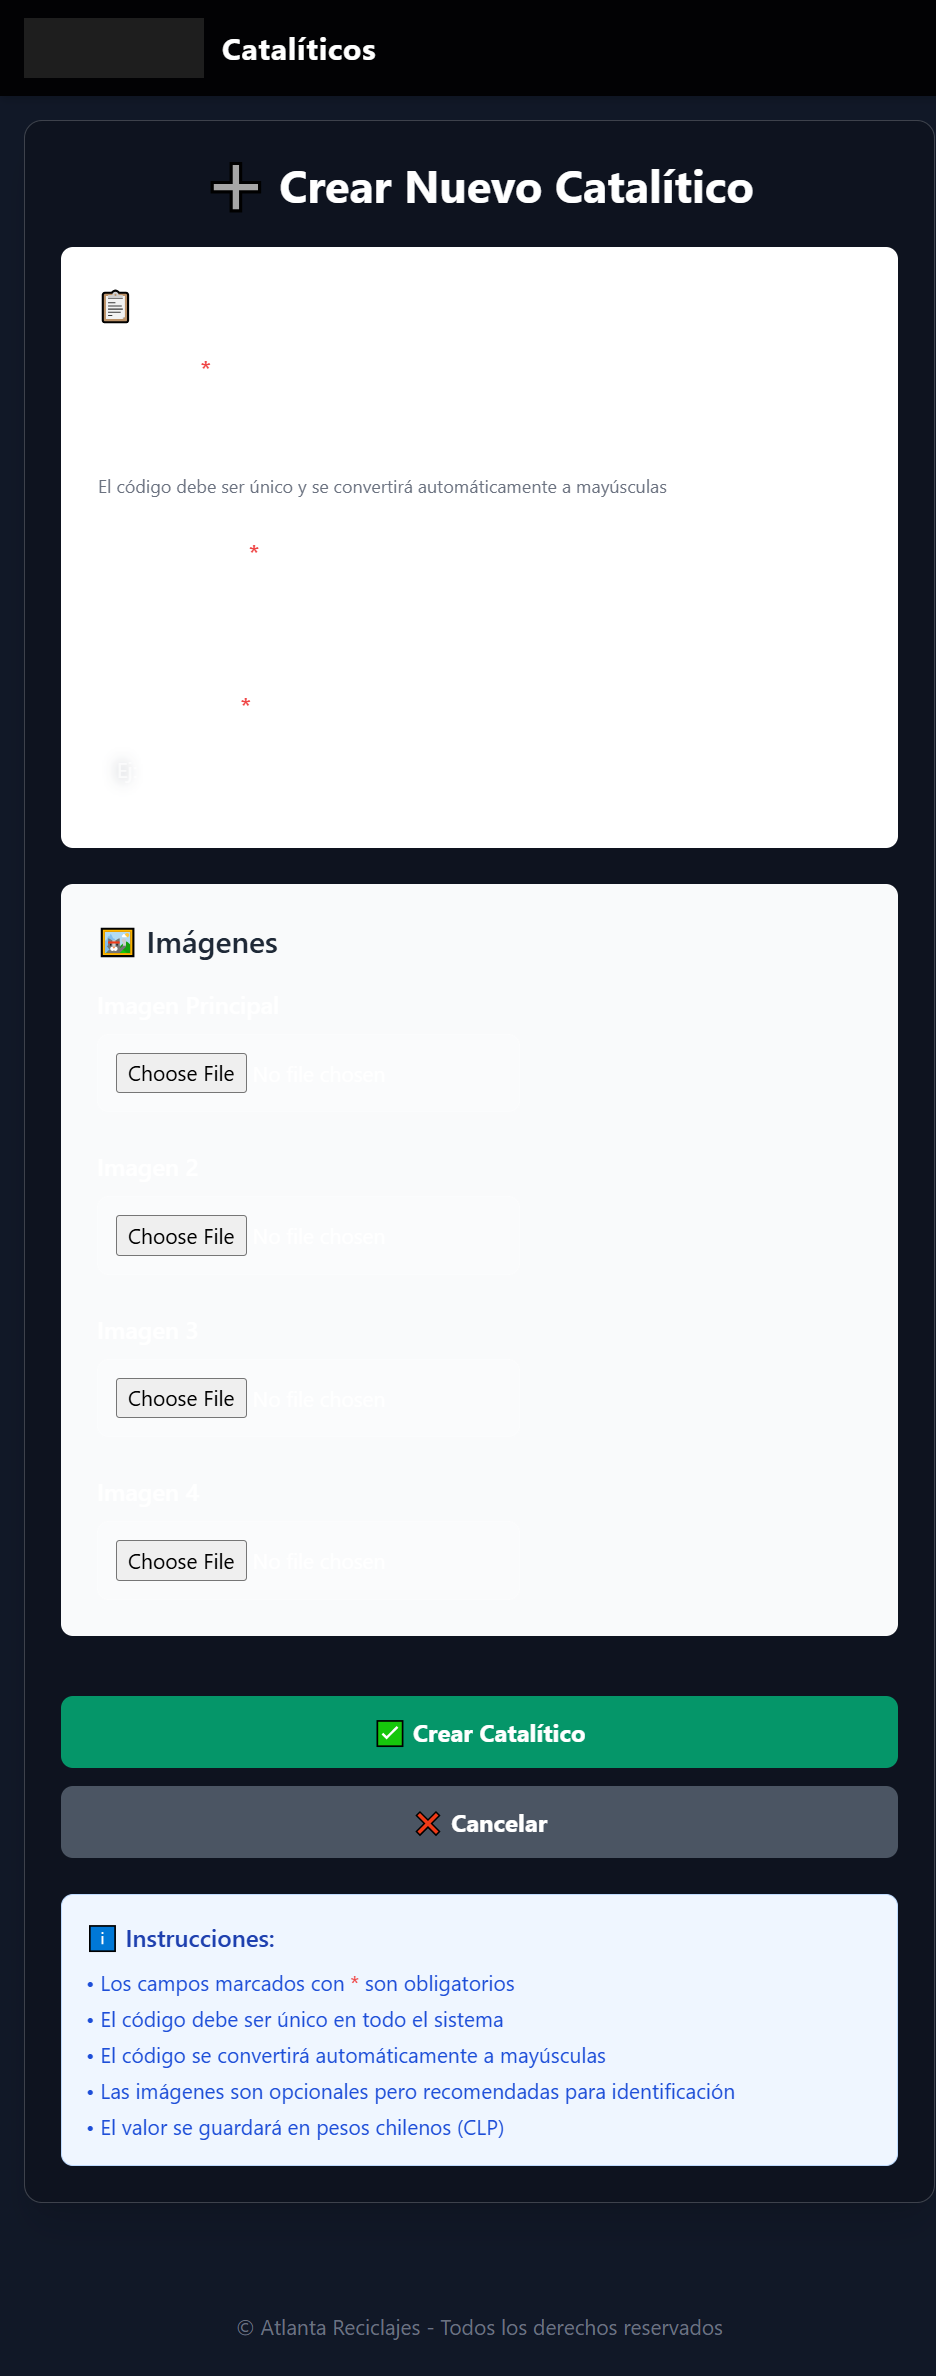 Catalíticos
Crear Nuevo Catalítico
*
El código debe ser único y se convertirá automáticamente a mayúsculas
*
*
Ej
Imágenes
Imagen Principal
Choose File No file chosen
Imagen 2
Choose File No file chosen
Imagen 3
Choose File No file chosen
Imagen 4
Choose File No file chosen
Crear Catalítico
Cancelar
Instrucciones:
• Los campos marcados con * son obligatorios
• El código debe ser único en todo el sistema
• El código se convertirá automáticamente a mayúsculas
• Las imágenes son opcionales pero recomendadas para identificación
• El valor se guardará en pesos chilenos (CLP)
© Atlanta Reciclajes - Todos los derechos reservados